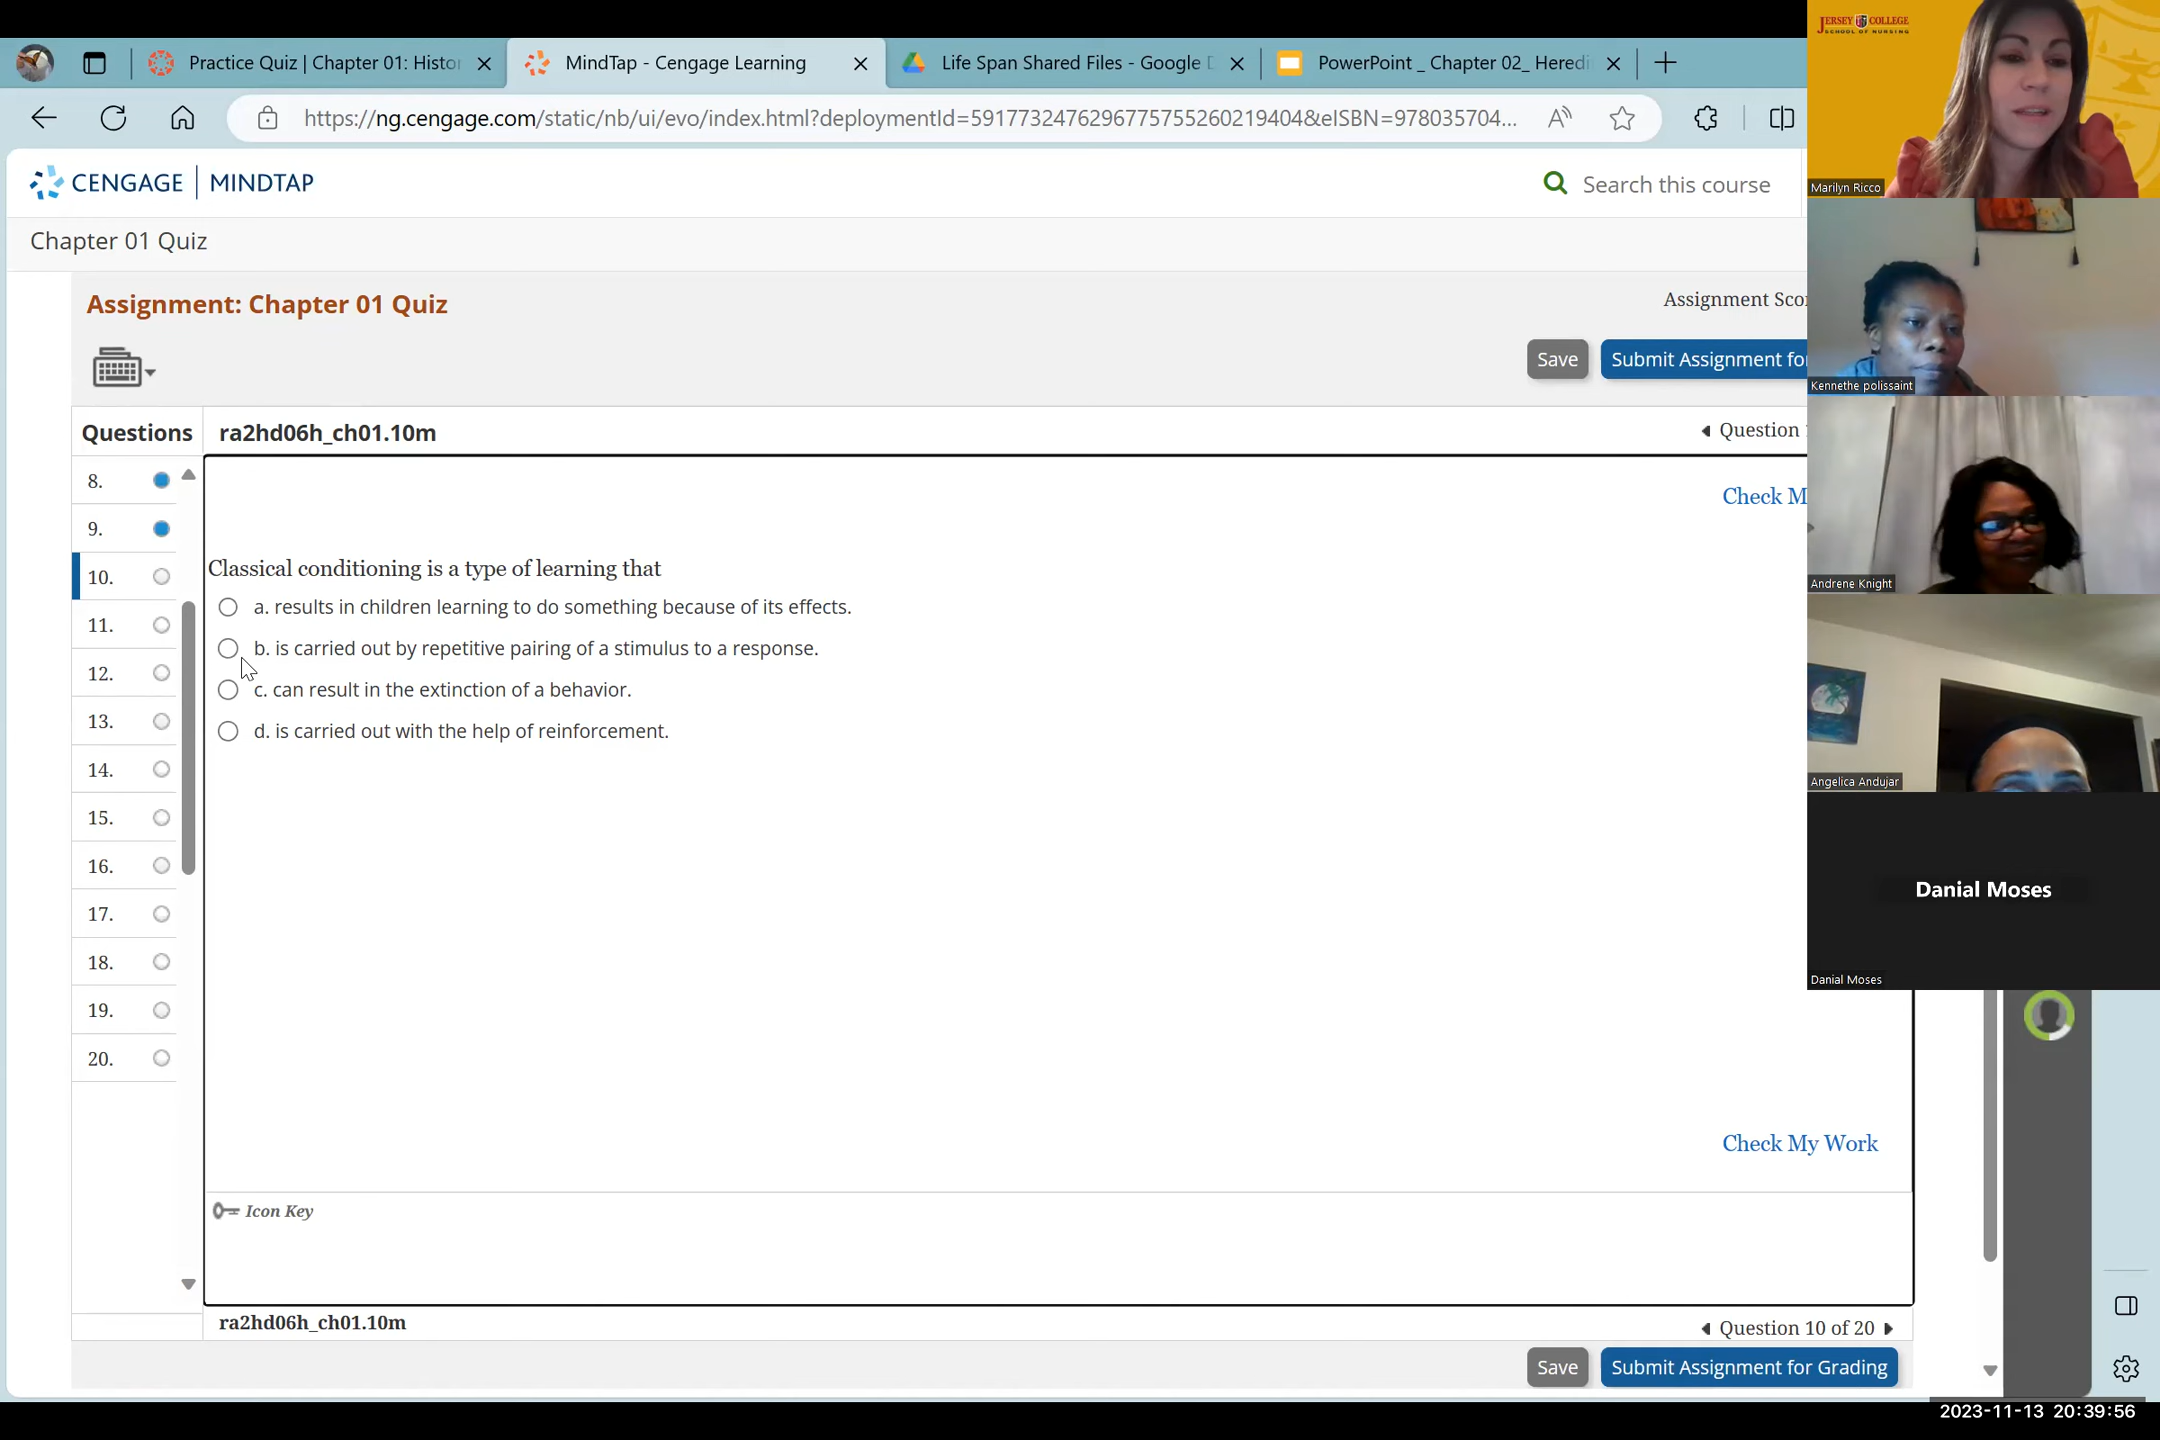 Practice Quiz | Chapter 01: Histo
MindTap - Cengage Learning
Life Span Shared Files - Google D
PowerPoint _ Chapter 02_ Heredi
https://ng.cengage.com/static/nb/ui/evo/index.html?deploymentId=59177324762967757552602​19404&eISBN=978035704...
CENGAGE | MINDTAP
Search this course
Chapter 01 Quiz
Assignment: Chapter 01 Quiz
Assignment Sco
Save
Submit Assignment fo
Questions
ra2hd06h_ch01.10m
Question
8.
9.
10.
11.
12.
13.
14.
15.
16.
17.
18.
19.
20.
Check M
Classical conditioning is a type of learning that
a. results in children learning to do something because of its effects.
b. is carried out by repetitive pairing of a stimulus to a response.
c. can result in the extinction of a behavior.
d. is carried out with the help of reinforcement.
Check My Work
Icon Key
ra2hd06h_ch01.10m
Question 10 of 20
Save
Submit Assignment for Grading
JERSEY COLLEGE
SCHOOL OF NURSING
Marilyn Ricco
Kennethe polissaint
Andrene Knight
Angelica Andujar
Danial Moses
Danial Moses
2023-11-13 20:39:56